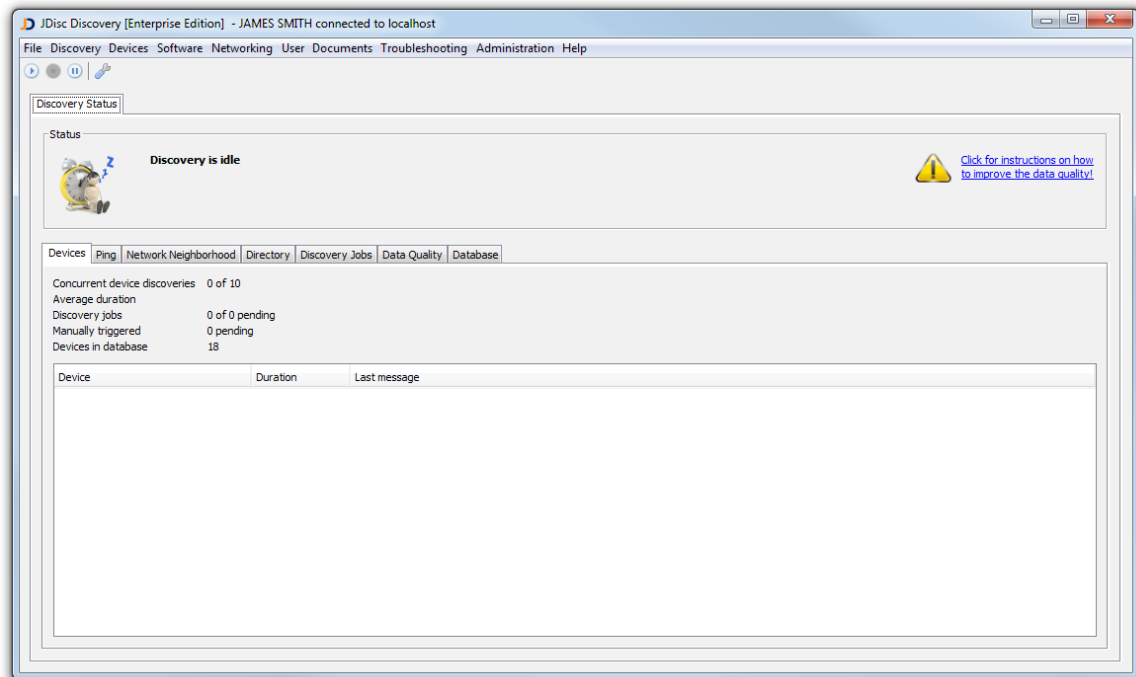 JDisc Discovery [Enterprise Edition] - JAMES SMITH connected to localhost
File Discovery Devices Software Networking User Documents Troubleshooting Administration Help
Discovery Status
Status
Discovery is idle
Click for instructions on how
to improve the data quality!
Devices Ping Network Neighborhood Directory Discovery Jobs Data Quality Database
Concurrent device discoveries 0 of 10
Average duration
Discovery jobs 0 of 0 pending
Manually triggered 0 pending
Devices in database 18
Device Duration Last message